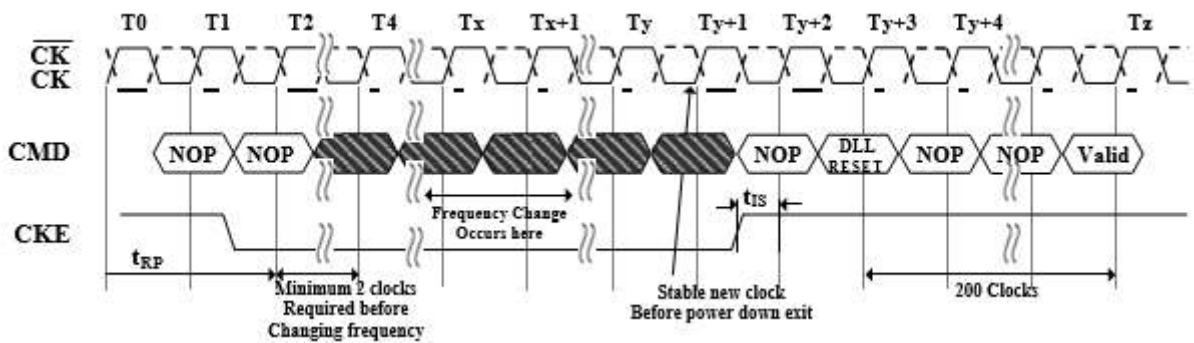 T0 T1 T2 T4 Tx Tx+1 Ty Ty+1 Ty+2 Ty+3 Ty+4 Tz
CK
CK
CMD NOP NOP NOP DLL RESET NOP NOP Valid
tIS
Frequency Change
Occurs here
CKE
tRP
Minimum 2 clocks
Required before
Changing frequency
Stable new clock
Before power down exit
200 Clocks